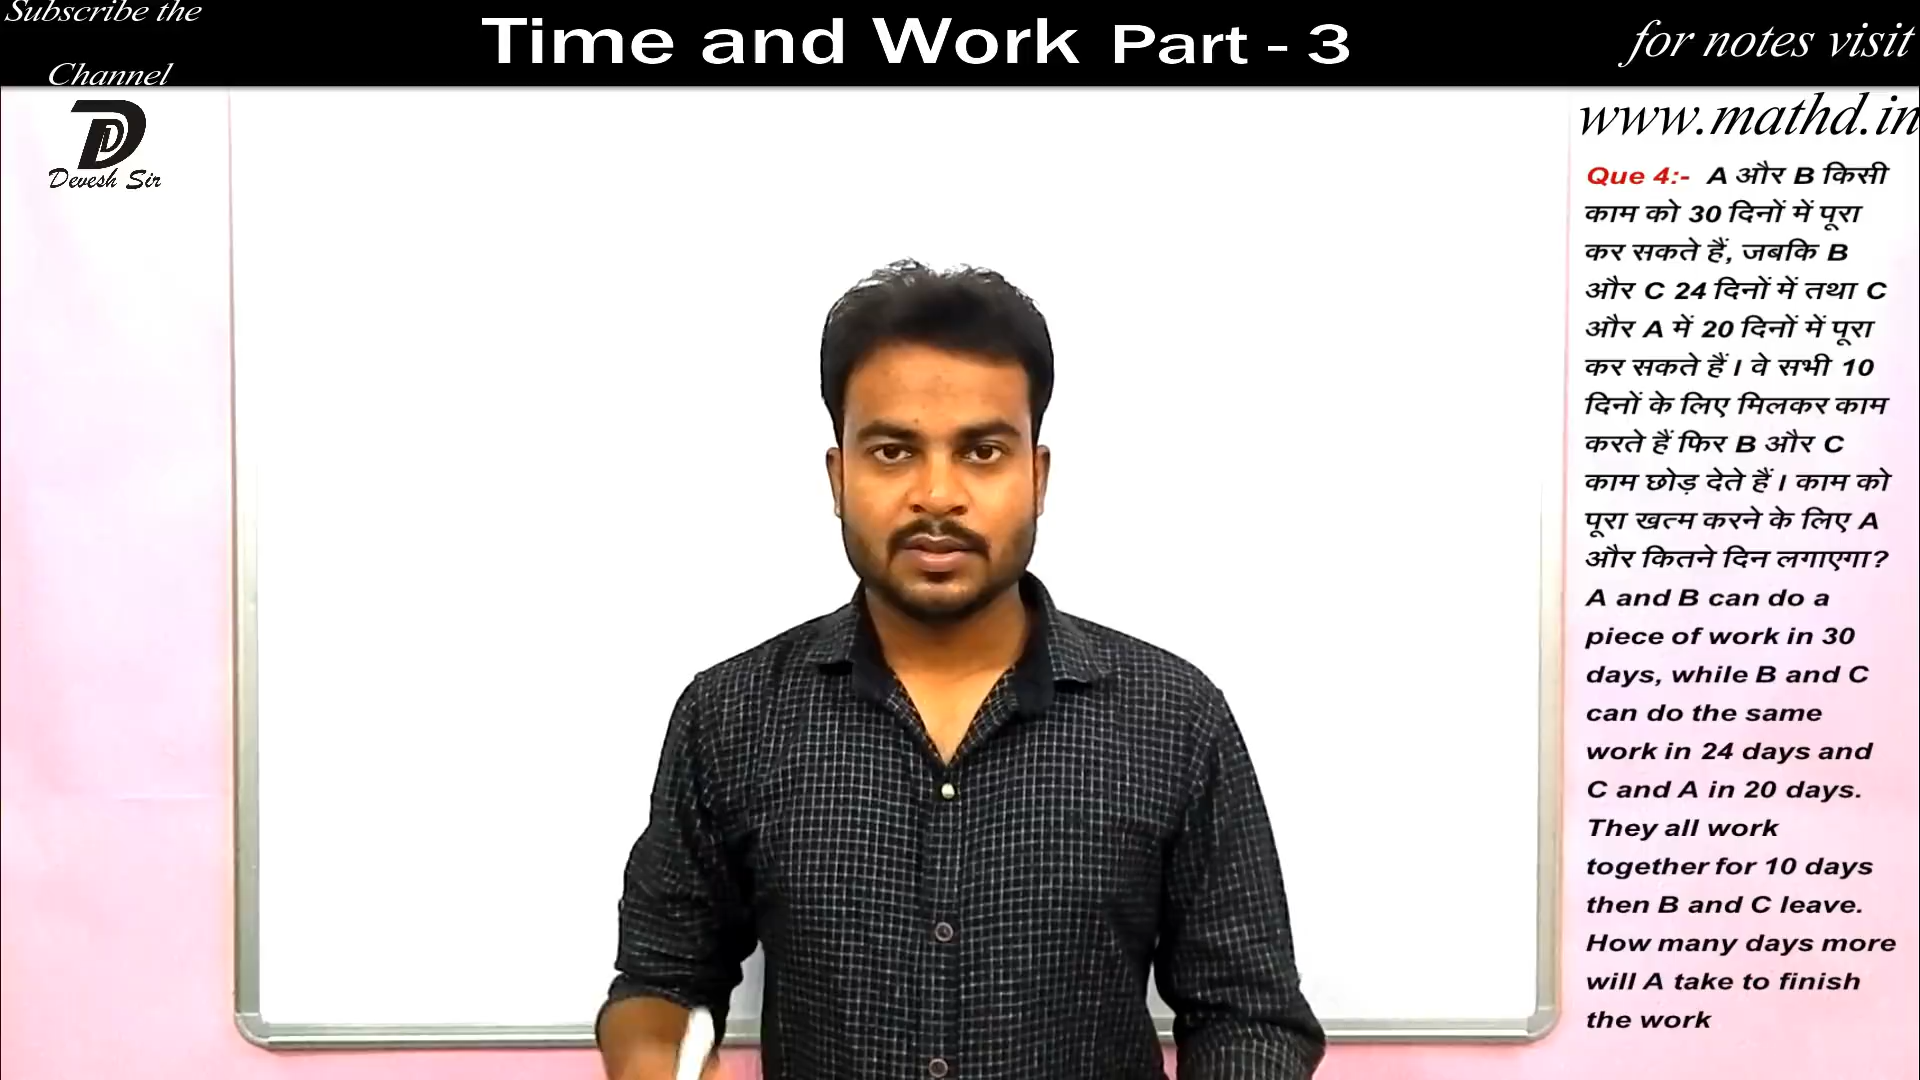 Subscribe the
Channel
Time and Work Part - 3
for notes visit
www.mathd.in
Devesh Sir
Que 4:- A और B किसी
काम को 30 दिनों में पूरा
कर सकते हैं, जबकि B
और C 24 दिनों में तथा C
और A में 20 दिनों में पूरा
कर सकते हैं। वे सभी 10
दिनों के लिए मिलकर काम
करते हैं फिर B और C
काम छोड़ देते हैं। काम को
पूरा खत्म करने के लिए A
और कितने दिन लगाएगा?
A and B can do a
piece of work in 30
days, while B and C
can do the same
work in 24 days and
C and A in 20 days.
They all work
together for 10 days
then B and C leave.
How many days more
will A take to finish
the work